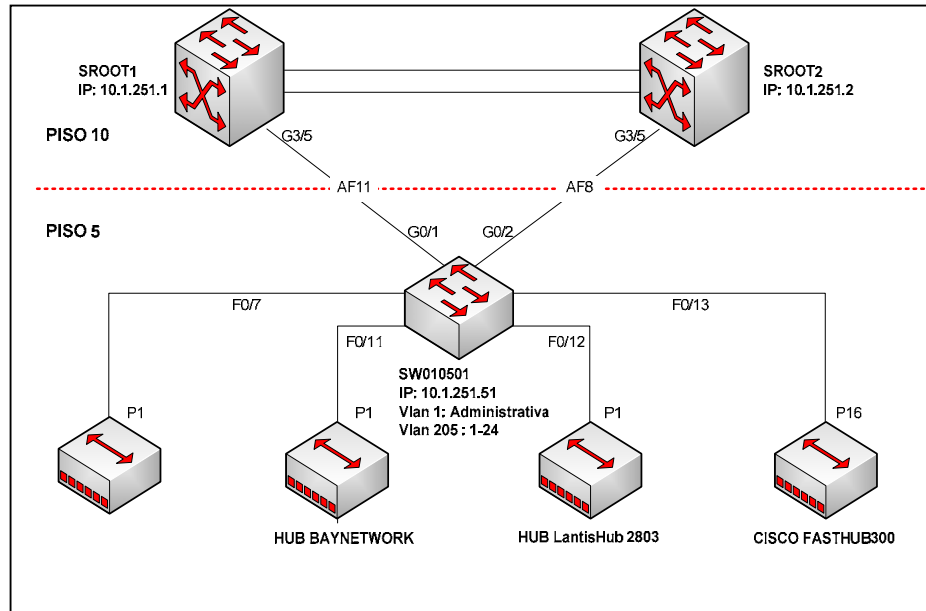 SROOT1
IP: 10.1.251.1
SROOT2
IP: 10.1.251.2
PISO 10
G3/5
G3/5
AF11
AF8
PISO 5
G0/1
G0/2
F0/7
F0/13
F0/11
F0/12
SW010501
IP: 10.1.251.51
Vlan 1: Administrativa
Vlan 205 : 1-24
P1
P1
P1
P16
HUB BAYNETWORK
HUB LantisHub 2803
CISCO FASTHUB300